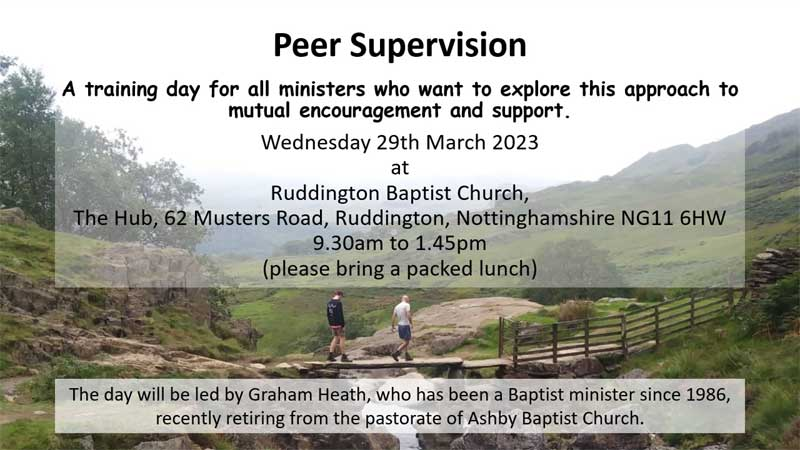 Peer Supervision
A training day for all ministers who want to explore this approach to
mutual encouragement and support.
Wednesday 29th March 2023
at
Ruddington Baptist Church,
The Hub, 62 Musters Road, Ruddington, Nottinghamshire NG11 6HW
9.30am to 1.45pm
(please bring a packed lunch)
The day will be led by Graham Heath, who has been a Baptist minister since 1986,
recently retiring from the pastorate of Ashby Baptist Church.